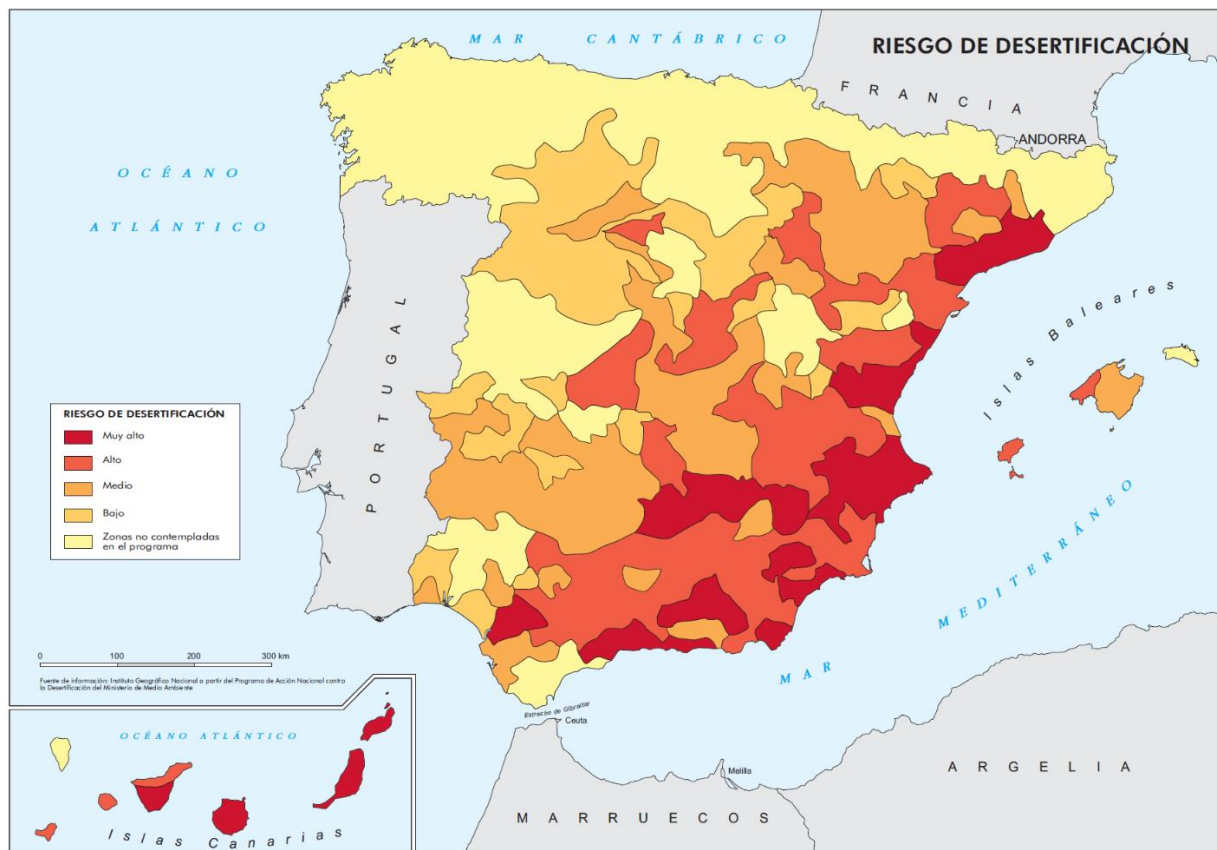 RIESGO DE DESERTIFICACIÓN
MAR CANTÁBRICO
FRANCIA
ANDORRA
OCÉANO
ATLÁNTICO
PORTUGAL
Islas Baleares
MAR MEDITERRÁNEO
RIESGO DE DESERTIFICACIÓN
Muy alto
Alto
Medio
Bajo
Zonas no contempladas
en el programa
0 100 200 300 km
Fuente de información: Instituto Geográfico Nacional a partir del Programa de Acción Nacional contra
la Desertificación del Ministerio de Medio Ambiente
Estrecho de Gibraltar
Ceuta
Melilla
MARRUECOS
ARGELIA
OCÉANO ATLÁNTICO
Islas Canarias